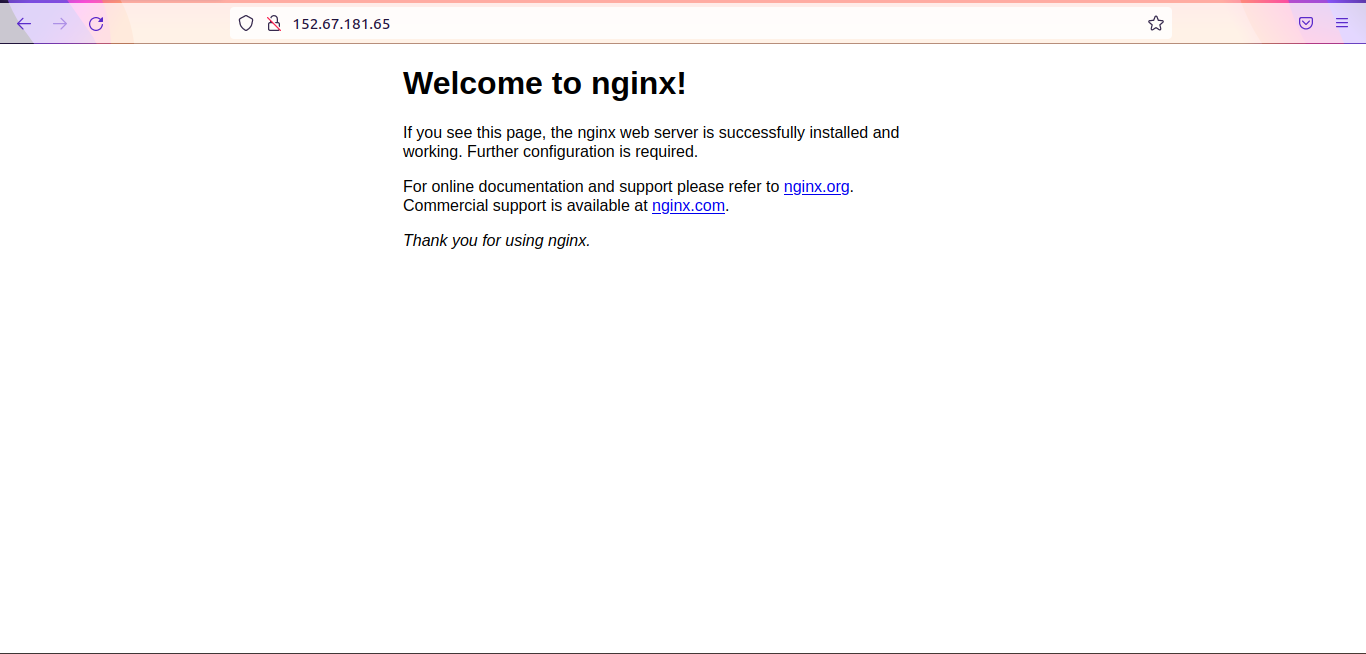 152.67.181.65
Welcome to nginx!
If you see this page, the nginx web server is successfully installed and
working. Further configuration is required.
For online documentation and support please refer to nginx.org.
Commercial support is available at nginx.com.
Thank you for using nginx.